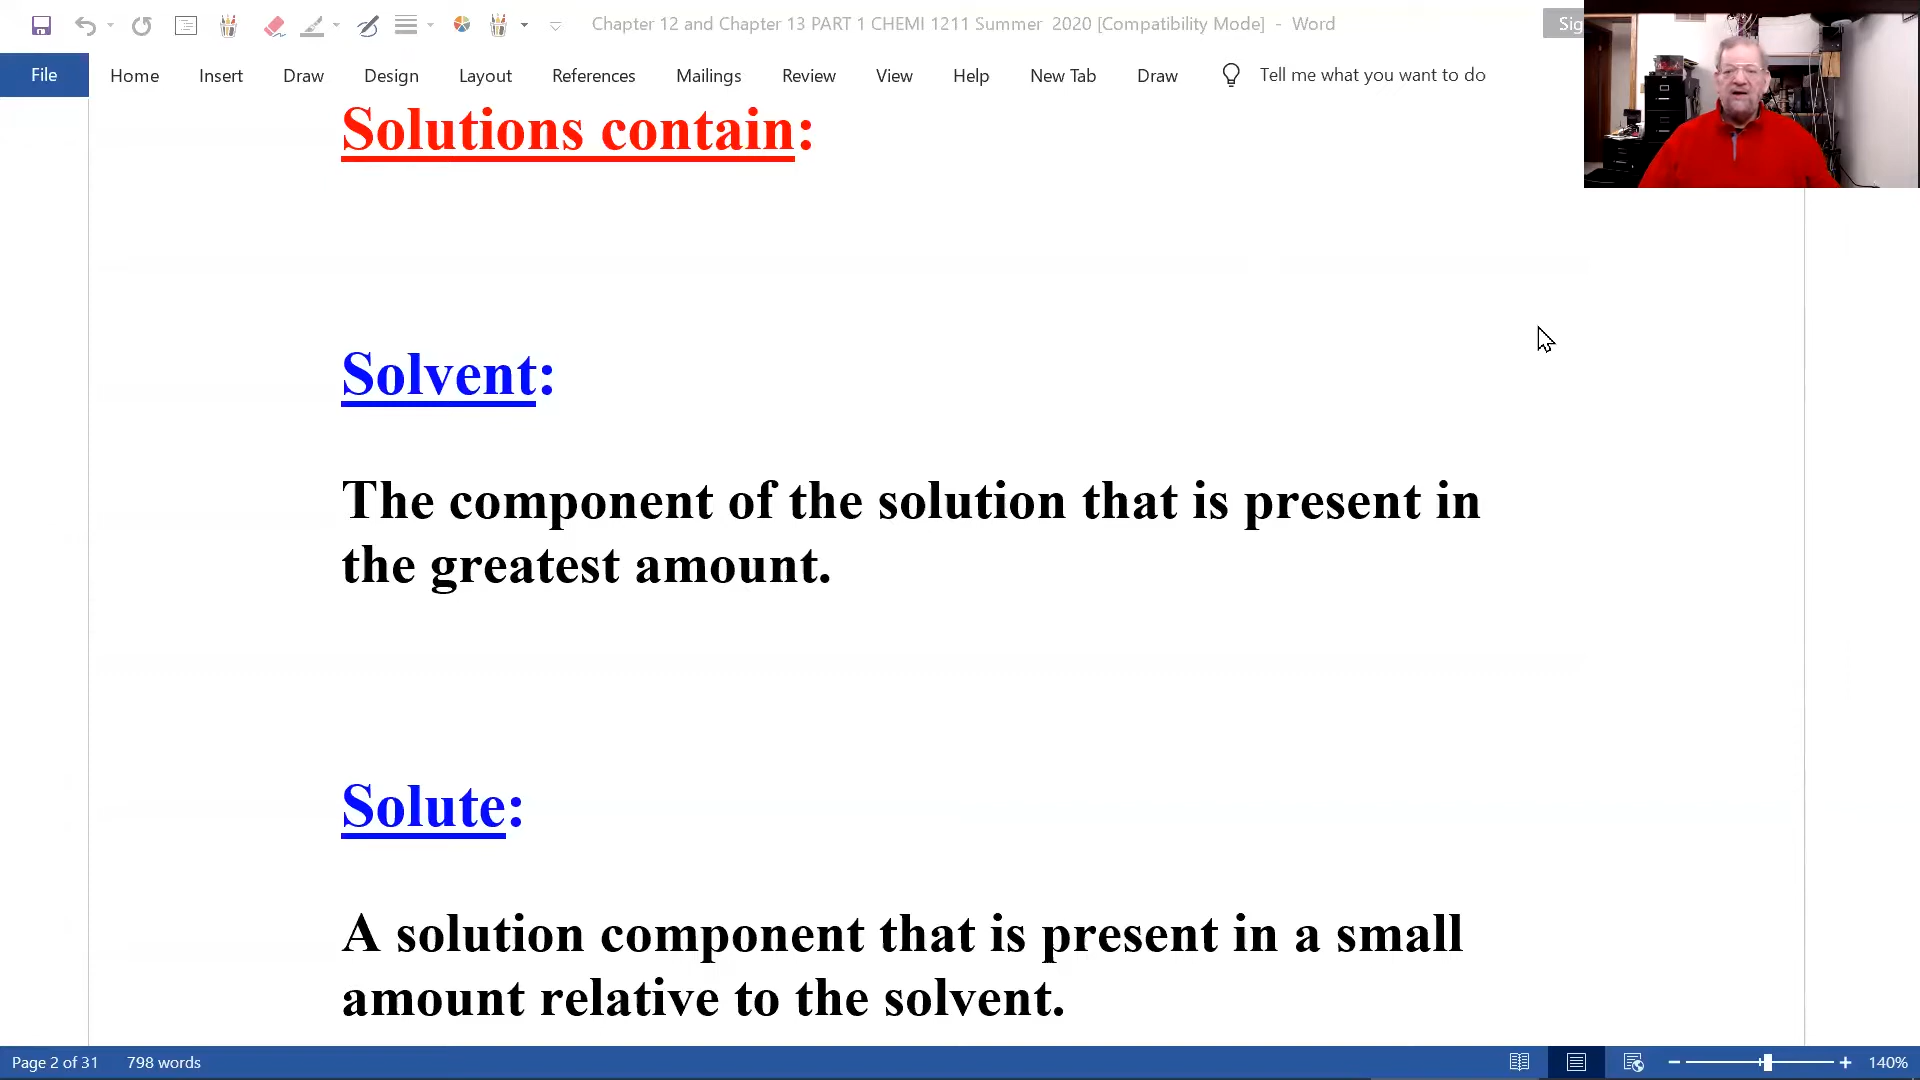 Chapter 12 and Chapter 13 PART 1 CHEMI 1211 Summer 2020 [Compatibility Mode] - Word
Sig
File Home Insert Draw Design Layout References Mailings Review View Help New Tab Draw Tell me what you want to do
Solutions contain:
Solvent:
The component of the solution that is present in
the greatest amount.
Solute:
A solution component that is present in a small
amount relative to the solvent.
Page 2 of 31 798 words 140%